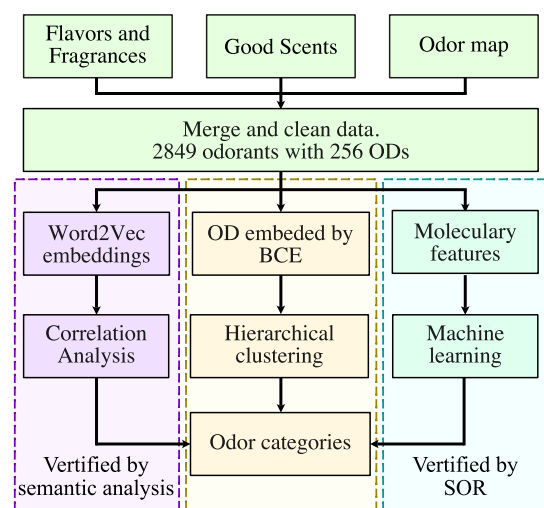 Flavors and
Fragrances
Good Scents
Odor map
Merge and clean data.
2849 odorants with 256 ODs
Word2Vec
embeddings
OD embeded by
BCE
Moleculary
features
Correlation
Analysis
Hierarchical
clustering
Machine
learning
Odor categories
Vertified by
semantic analysis
Vertified by
SOR